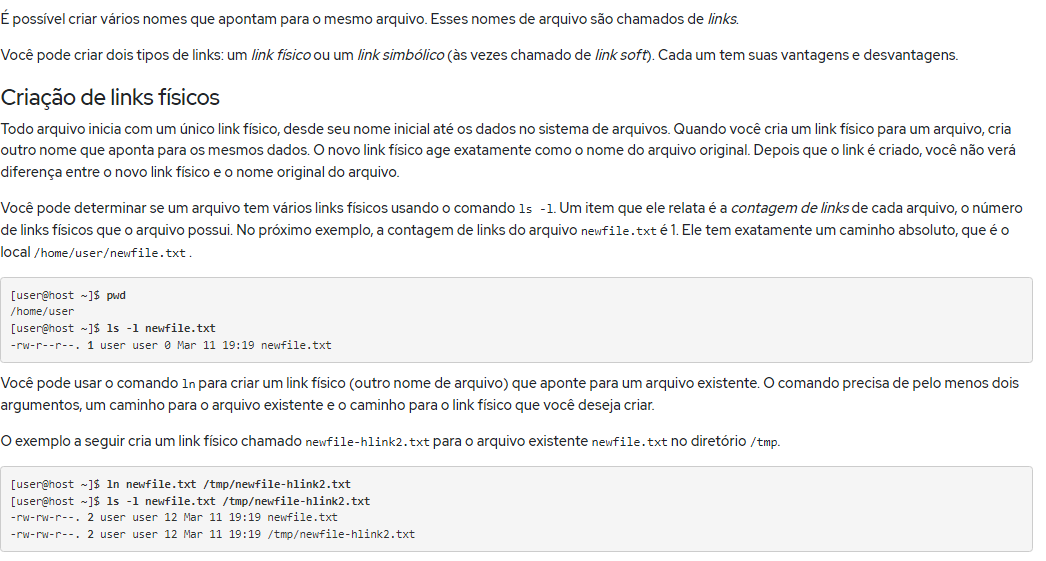 É possível criar vários nomes que apontam para o mesmo arquivo. Esses nomes de arquivo são chamados de links.
Você pode criar dois tipos de links: um link físico ou um link simbólico (às vezes chamado de link soft). Cada um tem suas vantagens e desvantagens.
Criação de links físicos
Todo arquivo inicia com um único link físico, desde seu nome inicial até os dados no sistema de arquivos. Quando você cria um link físico para um arquivo, cria
outro nome que aponta para os mesmos dados. O novo link físico age exatamente como o nome do arquivo original. Depois que o link é criado, você não verá
diferença entre o novo link físico e o nome original do arquivo.
Você pode determinar se um arquivo tem vários links físicos usando o comando ls -l. Um item que ele relata é a contagem de links de cada arquivo, o número
de links físicos que o arquivo possui. No próximo exemplo, a contagem de links do arquivo newfile.txt é 1. Ele tem exatamente um caminho absoluto, que é o
local /home/user/newfile.txt .
[user@host ~]$ pwd
/home/user
[user@host ~]$ ls -l newfile.txt
-rw-r--r--. 1 user user 0 Mar 11 19:19 newfile.txt
Você pode usar o comando ln para criar um link físico (outro nome de arquivo) que aponte para um arquivo existente. O comando precisa de pelo menos dois
argumentos, um caminho para o arquivo existente e o caminho para o link físico que você deseja criar.
O exemplo a seguir cria um link físico chamado newfile-hlink2.txt para o arquivo existente newfile.txt no diretório /tmp.
[user@host ~]$ ln newfile.txt /tmp/newfile-hlink2.txt
[user@host ~]$ ls -l newfile.txt /tmp/newfile-hlink2.txt
-rw-rw-r--. 2 user user 12 Mar 11 19:19 newfile.txt
-rw-rw-r--. 2 user user 12 Mar 11 19:19 /tmp/newfile-hlink2.txt